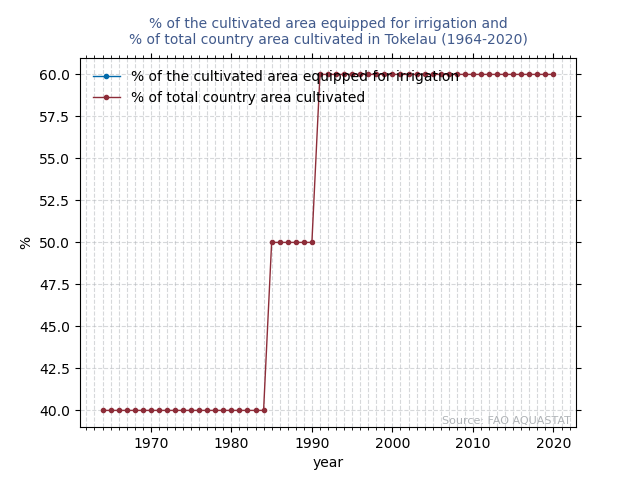 % of the cultivated area equipped for irrigation and
% of total country area cultivated in Tokelau (1964-2020)
60.0
57.5
55.0
52.5
50.0
47.5
45.0
42.5
40.0
%
% of the cultivated area equipped for irrigation
% of total country area cultivated
Source: FAO AQUASTAT
1970 1980 1990 2000 2010 2020
year